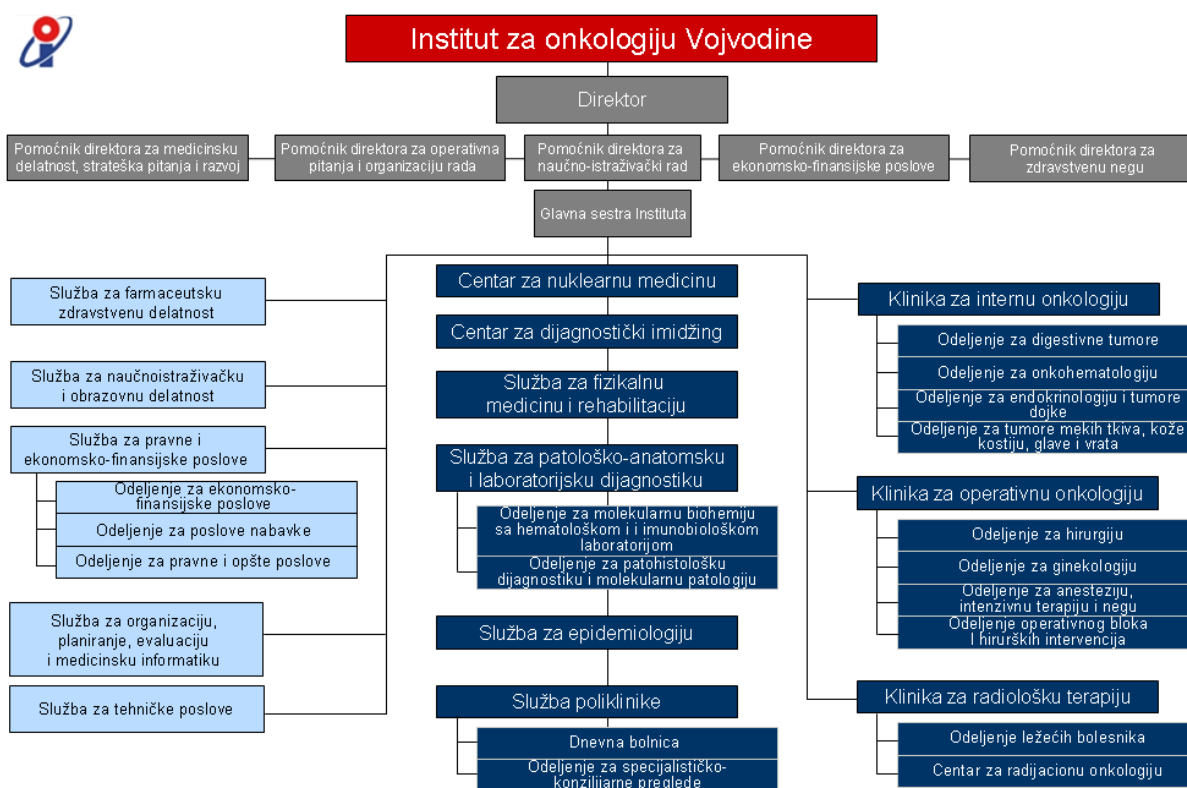 Institut za onkologiju Vojvodine
Direktor
Pomoćnik direktora za medicinsku
delatnost, strateška pitanja i razvoj
Pomoćnik direktora za operativna
pitanja i organizaciju rada
Pomoćnik direktora za
naučno-istraživački rad
Pomoćnik direktora za
ekonomsko-finansijske poslove
Pomoćnik direktora za
zdravstvenu negu
Glavna sestra Instituta
Služba za farmaceutsku
zdravstvenu delatnost
Služba za naučnoistraživačku
i obrazovnu delatnost
Služba za pravne i
ekonomsko-finansijske poslove
Odeljenje za ekonomsko-
finansijske poslove
Odeljenje za poslove nabavke
Odeljenje za pravne i opšte poslove
Služba za organizaciju,
planiranje, evaluaciju
i medicinsku informatiku
Služba za tehničke poslove
Centar za nuklearnu medicinu
Centar za dijagnostički imidžing
Služba za fizikalnu
medicinu i rehabilitaciju
Služba za patološko-anatomsku
i laboratorijsku dijagnostiku
Odeljenje za molekularnu biohemiju
sa hematološkom i i imunobiološkom
laboratorijom
Odeljenje za patohistološku
dijagnostiku i molekularnu patologiju
Služba za epidemiologiju
Služba poliklinike
Dnevna bolnica
Odeljenje za specijalističko-
konzilijarne preglede
Klinika za internu onkologiju
Odeljenje za digestivne tumore
Odeljenje za onkohematologiju
Odeljenje za endokrinologiju i tumore
dojke
Odeljenje za tumore mekih tkiva, kože
kostiju, glave i vrata
Klinika za operativnu onkologiju
Odeljenje za hirurgiju
Odeljenje za ginekologiju
Odeljenje za anesteziju,
intenzivnu terapiju i negu
Odeljenje operativnog bloka
I hirurških intervencija
Klinika za radiološku terapiju
Odeljenje ležećih bolesnika
Centar za radijacionu onkologiju